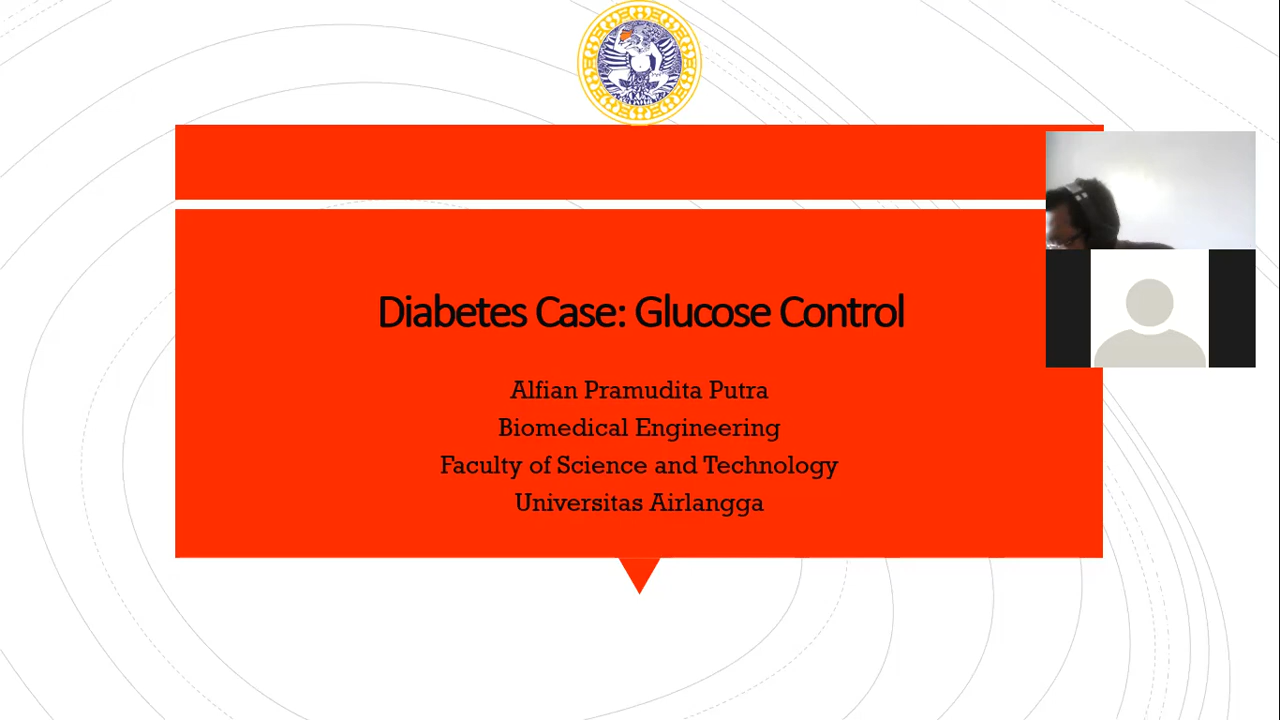 Diabetes Case: Glucose Control
Alfian Pramudita Putra
Biomedical Engineering
Faculty of Science and Technology
Universitas Airlangga